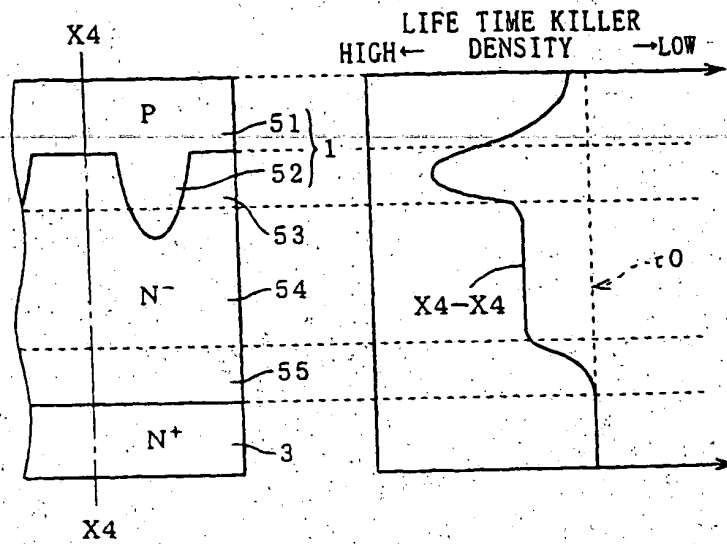 X4
P
51
52
1
53
N⁻
54
55
N⁺
3
X4
LIFE TIME KILLER
HIGH← DENSITY →LOW
τ0
X4-X4